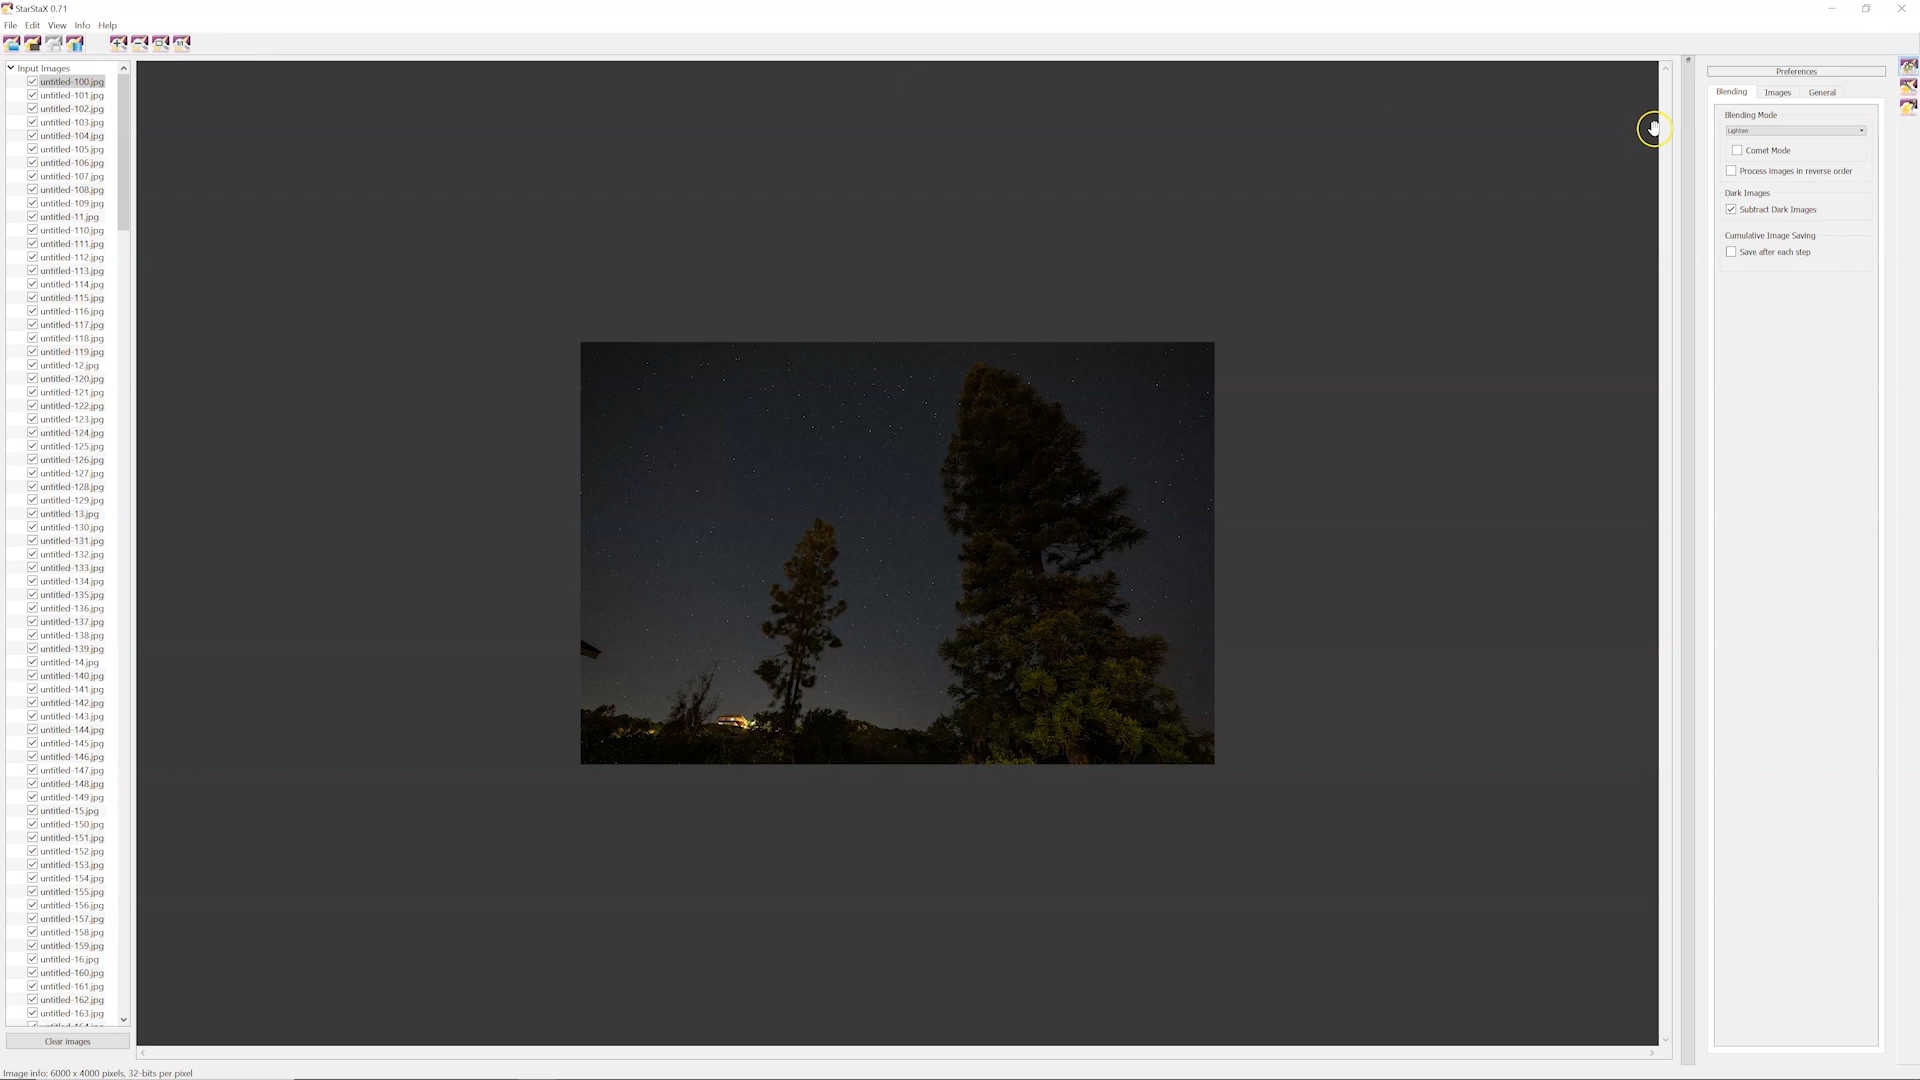 StarStaX 0.71
File Edit View Info Help
Input Images
untitled-100.jpg
untitled-101.jpg
untitled-102.jpg
untitled-103.jpg
untitled-104.jpg
untitled-105.jpg
untitled-106.jpg
untitled-107.jpg
untitled-108.jpg
untitled-109.jpg
untitled-11.jpg
untitled-110.jpg
untitled-111.jpg
untitled-112.jpg
untitled-113.jpg
untitled-114.jpg
untitled-115.jpg
untitled-116.jpg
untitled-117.jpg
untitled-118.jpg
untitled-119.jpg
untitled-12.jpg
untitled-120.jpg
untitled-121.jpg
untitled-122.jpg
untitled-123.jpg
untitled-124.jpg
untitled-125.jpg
untitled-126.jpg
untitled-127.jpg
untitled-128.jpg
untitled-129.jpg
untitled-13.jpg
untitled-130.jpg
untitled-131.jpg
untitled-132.jpg
untitled-133.jpg
untitled-134.jpg
untitled-135.jpg
untitled-136.jpg
untitled-137.jpg
untitled-138.jpg
untitled-139.jpg
untitled-14.jpg
untitled-140.jpg
untitled-141.jpg
untitled-142.jpg
untitled-143.jpg
untitled-144.jpg
untitled-145.jpg
untitled-146.jpg
untitled-147.jpg
untitled-148.jpg
untitled-149.jpg
untitled-15.jpg
untitled-150.jpg
untitled-151.jpg
untitled-152.jpg
untitled-153.jpg
untitled-154.jpg
untitled-155.jpg
untitled-156.jpg
untitled-157.jpg
untitled-158.jpg
untitled-159.jpg
untitled-16.jpg
untitled-160.jpg
untitled-161.jpg
untitled-162.jpg
untitled-163.jpg
Clear images
Image info: 6000 x 4000 pixels, 32-bits per pixel
Preferences
Blending Images General
Blending Mode
Lighten
Comet Mode
Process images in reverse order
Dark Images
Subtract Dark Images
Cumulative Image Saving
Save after each step